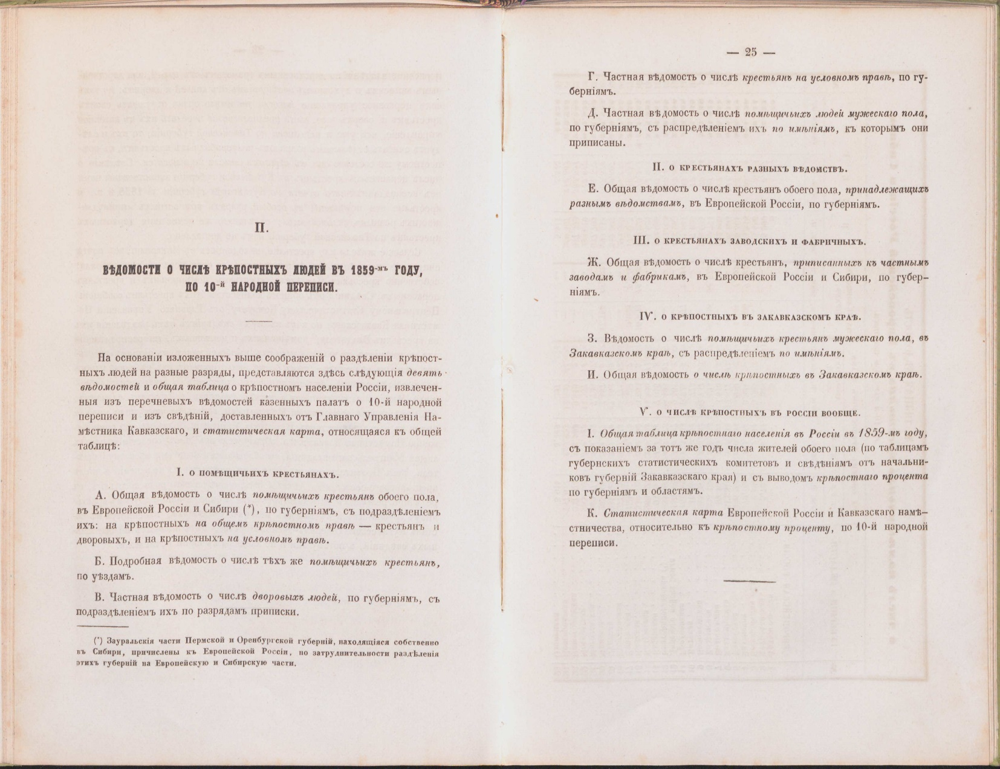 II.
ВѢДОМОСТИ О ЧИСЛѢ КРѢПОСТНЫХЪ ЛЮДЕЙ ВЪ 1859-мъ ГОДУ,
ПО 10-й НАРОДНОЙ ПЕРЕПИСИ.
На основаніи изложенныхъ выше соображеній о раздѣленіи крѣпост-
ныхъ людей на разные разряды, представляются здѣсь слѣдующія девять
вѣдомостей и общая таблица о крѣпостномъ населеніи Россіи, извлечен-
ныя изъ перечневыхъ вѣдомостей казенныхъ палатъ о 10-й народной
переписи и изъ свѣдѣній, доставленныхъ отъ Главнаго Управленія На-
мѣстника Кавказскаго, и статистическая карта, относящаяся къ общей
таблицѣ:
I. О ПОМѢЩИЧЬИХЪ КРЕСТЬЯНАХЪ.
А. Общая вѣдомость о числѣ помѣщичьихъ крестьянъ обоего пола,
въ Европейской Россіи и Сибири (*), по губерніямъ, съ подраздѣленіемъ
ихъ: на крѣпостныхъ на общемъ крѣпостномъ правѣ — крестьянъ и
дворовыхъ, и на крѣпостныхъ на условномъ правѣ.
Б. Подробная вѣдомость о числѣ тѣхъ же помѣщичьихъ крестьянъ,
по уѣздамъ.
В. Частная вѣдомость о числѣ дворовыхъ людей, по губерніямъ, съ
подраздѣленіемъ ихъ по разрядамъ приписки.
(*) Зауральскія части Пермской и Оренбургской губерній, находящіяся собственно
въ Сибири, причислены къ Европейской Россіи, по затруднительности раздѣленія
этихъ губерній на Европейскую и Сибирскую части.
— 25 —
Г. Частная вѣдомость о числѣ крестьянъ на условномъ правѣ, по гу-
берніямъ.
Д. Частная вѣдомость о числѣ помѣщичьихъ людей мужескаго пола,
по губерніямъ, съ распредѣленіемъ ихъ по имѣніямъ, къ которымъ они
приписаны.
II. О КРЕСТЬЯНАХЪ РАЗНЫХЪ ВѢДОМСТВЪ.
Е. Общая вѣдомость о числѣ крестьянъ обоего пола, принадлежащихъ
разнымъ вѣдомствамъ, въ Европейской Россіи, по губерніямъ.
III. О КРЕСТЬЯНАХЪ ЗАВОДСКИХЪ И ФАБРИЧНЫХЪ.
Ж. Общая вѣдомость о числѣ крестьянъ, приписанныхъ къ частнымъ
заводамъ и фабрикамъ, въ Европейской Россіи и Сибири, по губер-
ніямъ.
IV. О КРѢПОСТНЫХЪ ВЪ ЗАКАВКАЗСКОМЪ КРАѢ.
З. Вѣдомость о числѣ помѣщичьихъ крестьянъ мужескаго пола, въ
Закавказскомъ краѣ, съ распредѣленіемъ по имѣніямъ.
И. Общая вѣдомость о числѣ крѣпостныхъ въ Закавказскомъ краѣ.
V. О ЧИСЛѢ КРѢПОСТНЫХЪ ВЪ РОССІИ ВООБЩЕ.
I. Общая таблица крѣпостнаго населенія въ Россіи въ 1859-мъ году,
съ показаніемъ за тотъ же годъ числа жителей обоего пола (по таблицамъ
губернскихъ статистическихъ комитетовъ и свѣдѣніямъ отъ начальни-
ковъ губерній Закавказскаго края) и съ выводомъ крѣпостнаго процента
по губерніямъ и областямъ.
К. Статистическая карта Европейской Россіи и Кавказскаго намѣ-
стничества, относительно къ крѣпостному проценту, по 10-й народной
переписи.